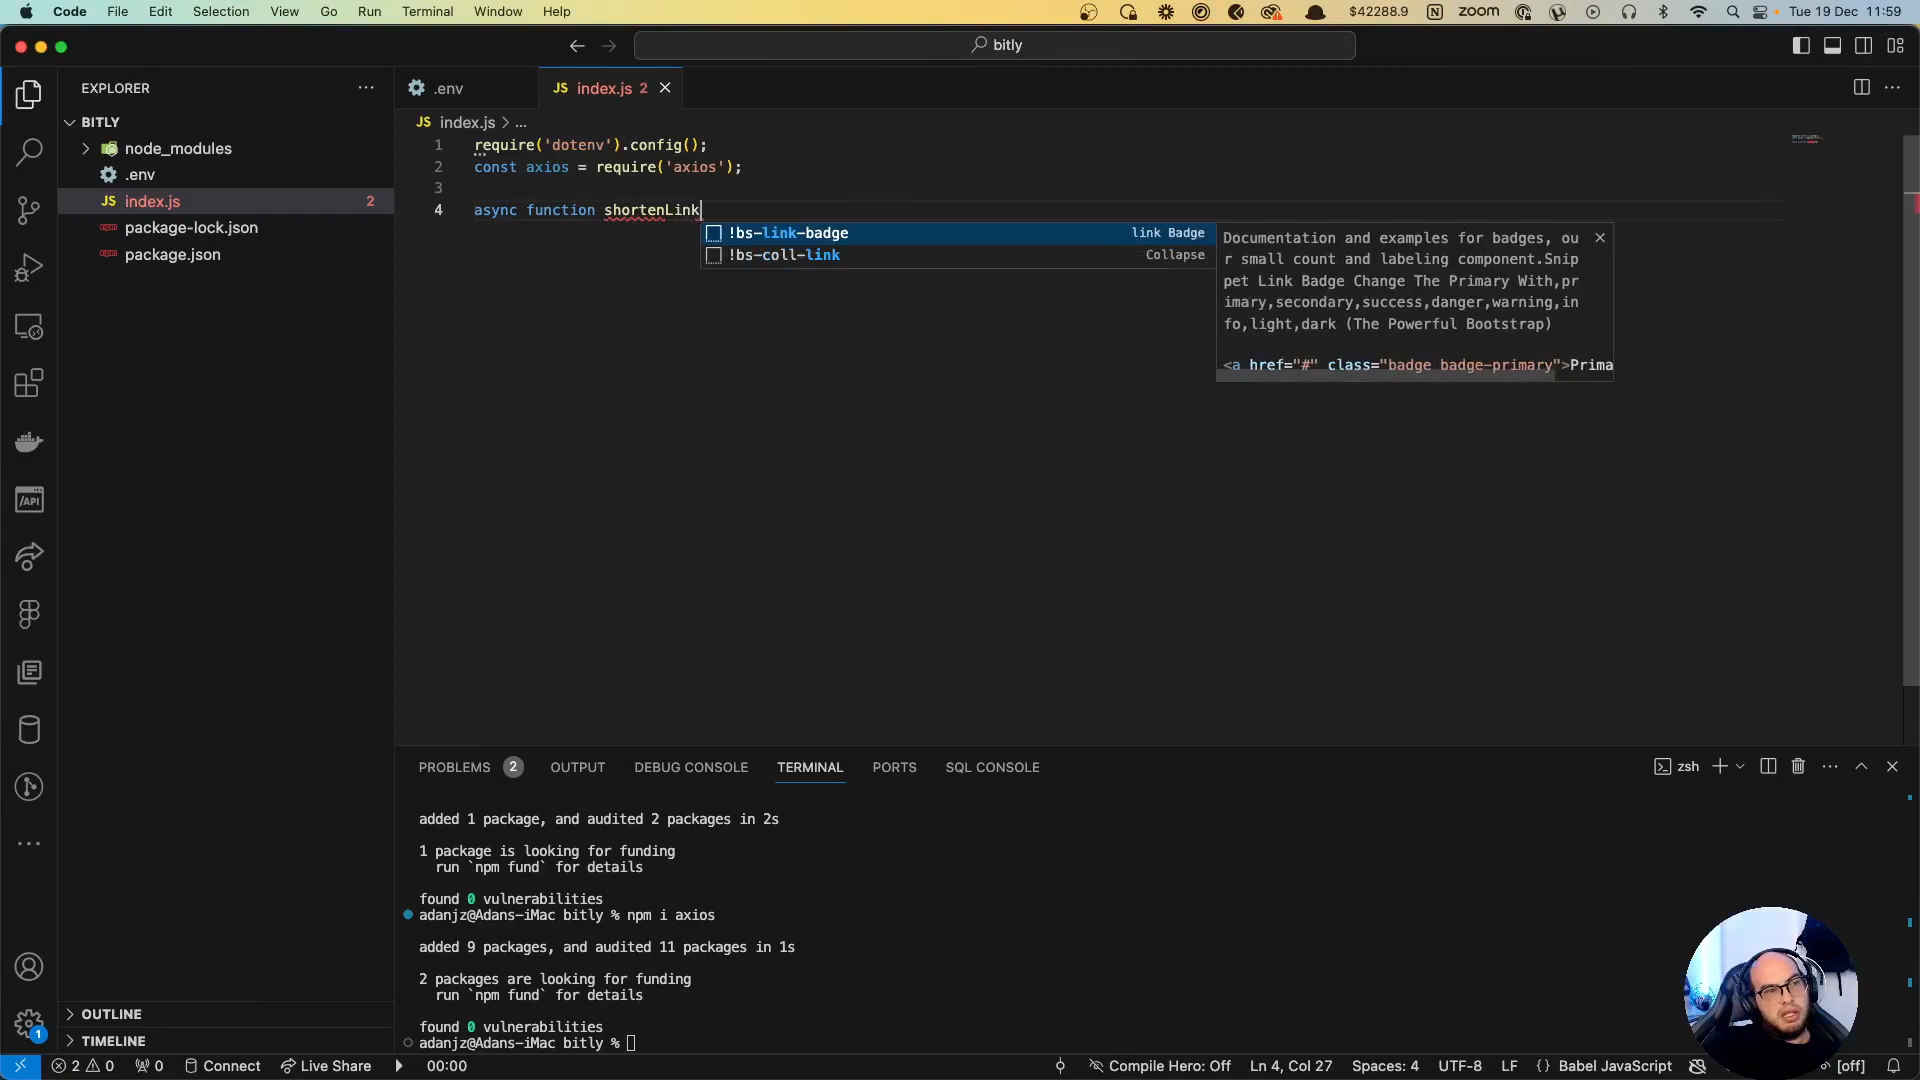 Code File Edit Selection View Go Run Terminal Window Help $42288.9 zoom Tue 19 Dec 11:59
bitly
EXPLORER
BITLY
node_modules
.env
JS index.js 2
package-lock.json
package.json
OUTLINE
TIMELINE
/API
1
.env JS index.js 2
JS index.js > ...
1 require('dotenv').config();
2 const axios = require('axios');
3
4 async function shortenLink
!bs-link-badge link Badge
!bs-coll-link Collapse
Documentation and examples for badges, ou
r small count and labeling component.Snip
pet Link Badge Change The Primary With,pr
imary,secondary,success,danger,warning,in
fo,light,dark (The Powerful Bootstrap)
<a href="#" class="badge badge-primary">Prima
PROBLEMS 2 OUTPUT DEBUG CONSOLE TERMINAL PORTS SQL CONSOLE zsh
added 1 package, and audited 2 packages in 2s
1 package is looking for funding
run `npm fund` for details
found 0 vulnerabilities
adanjz@Adans-iMac bitly % npm i axios
added 9 packages, and audited 11 packages in 1s
2 packages are looking for funding
run `npm fund` for details
found 0 vulnerabilities
adanjz@Adans-iMac bitly %
2 0 0 Connect Live Share 00:00 Compile Hero: Off Ln 4, Col 27 Spaces: 4 UTF-8 LF {} Babel JavaScript [off]